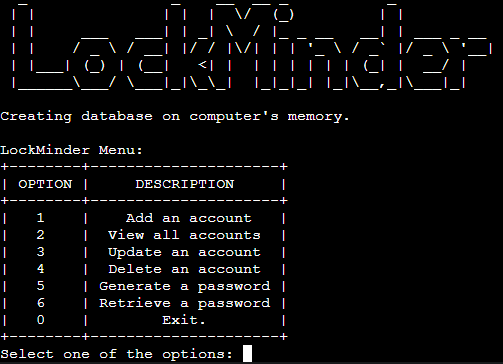 LockMinder
Creating database on computer's memory.
LockMinder Menu:
+--------+---------------------+
| OPTION | DESCRIPTION |
+--------+---------------------+
| 1 | Add an account |
| 2 | View all accounts |
| 3 | Update an account |
| 4 | Delete an account |
| 5 | Generate a password |
| 6 | Retrieve a password |
| 0 | Exit. |
+--------+---------------------+
Select one of the options: